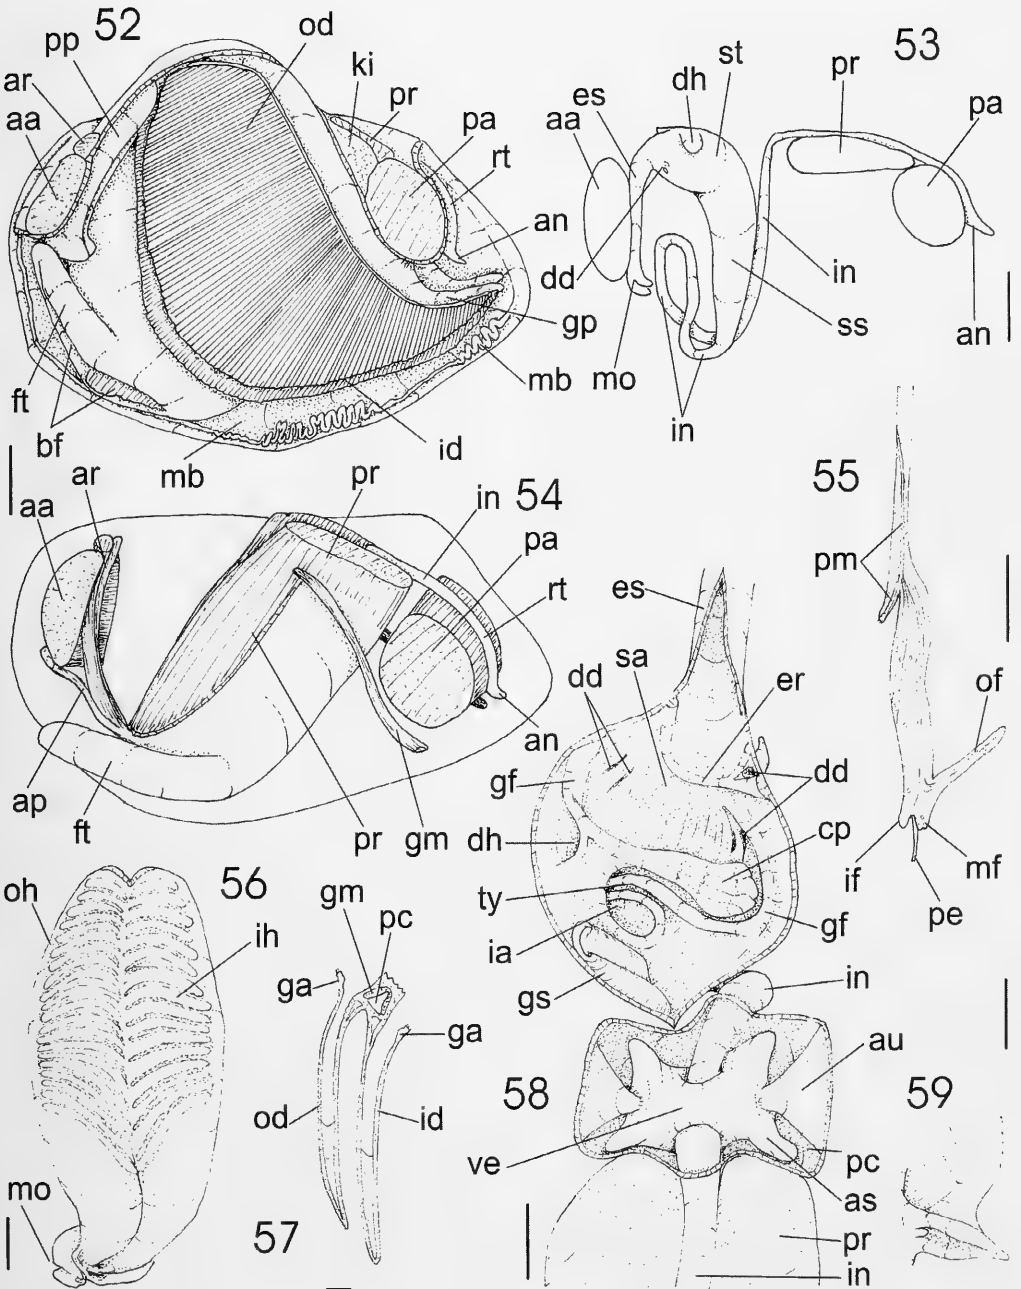 52
pp
od
ar
aa
ki
pr
pa
rt
an
gp
mb
ft
bf
mb
id
53
st
dh
pr
es
aa
pa
dd
mo
in
in
ss
an
54
ar
aa
pr
in
pa
rt
an
ap
ft
pr
gm
55
pm
of
if
pe
mf
56
oh
ih
mo
57
gm
pc
ga
ga
od
id
58
es
sa
dd
er
gf
dd
dh
cp
ty
gf
ia
gs
in
au
ve
pc
as
pr
in
59